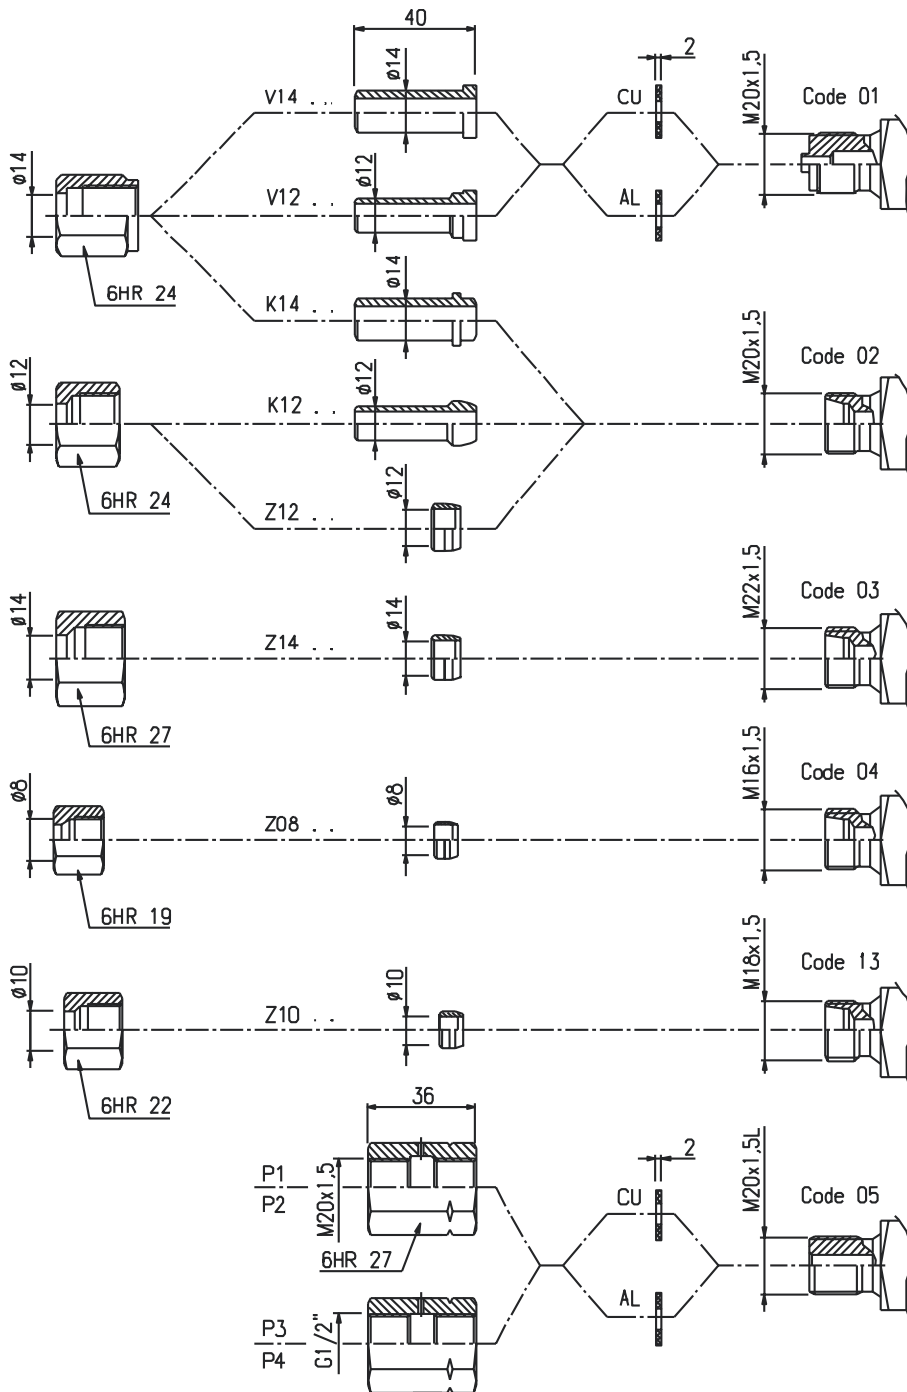 40
2
ø14
M20x1,5
Code 01
V14 . .
CU
ø14
ø12
V12 . .
AL
6HR 24
ø14
K14 . .
ø12
M20x1,5
Code 02
ø12
K12 . .
6HR 24
ø12
Z12 . .
M22x1,5
Code 03
ø14
ø14
Z14 . .
6HR 27
M16x1,5
Code 04
ø8
ø8
Z08 . .
6HR 19
M18x1,5
Code 13
ø10
ø10
Z10 . .
6HR 22
36
2
M20x1,5L
P1
P2
M20x1,5
CU
Code 05
6HR 27
AL
P3
P4
G1/2"